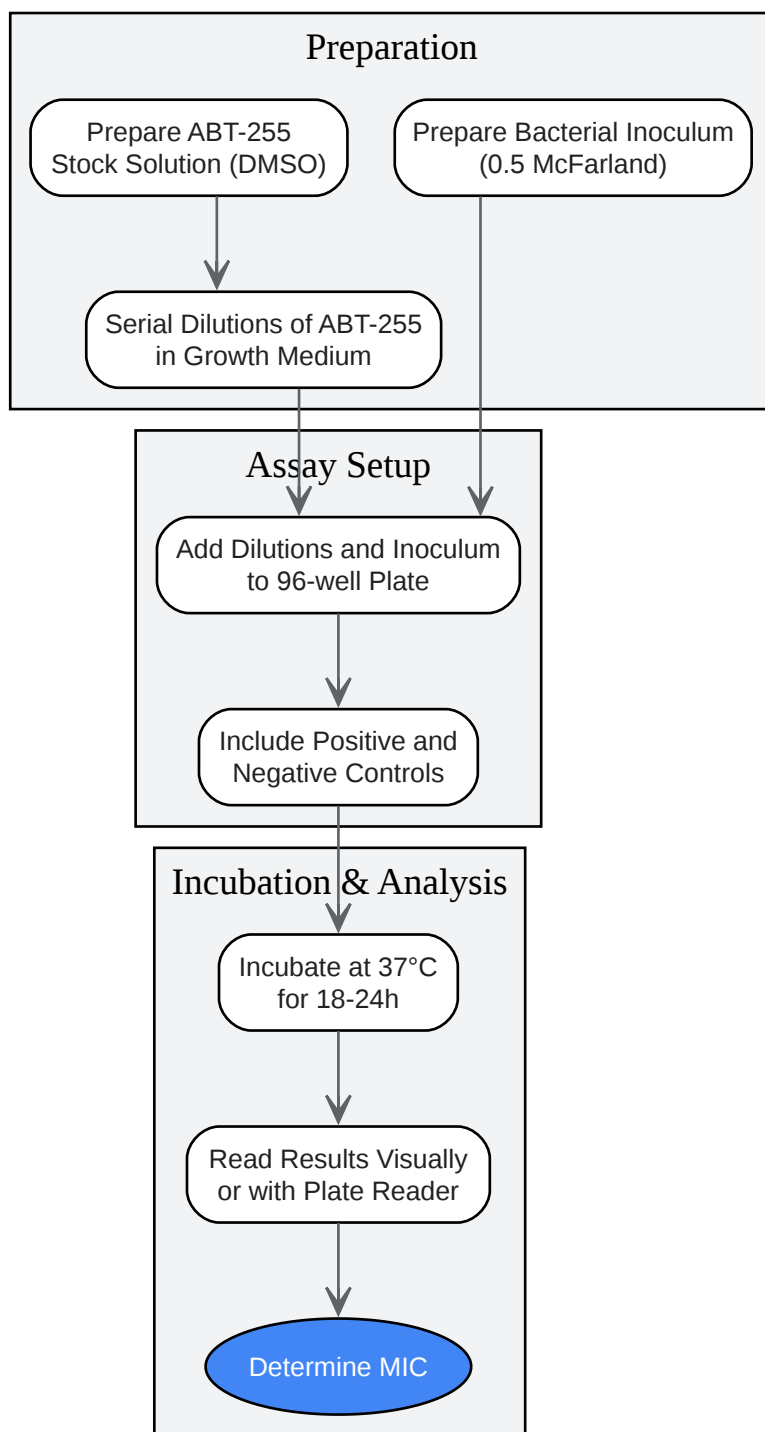 Preparation
Prepare ABT-255
Stock Solution (DMSO)
Prepare Bacterial Inoculum
(0.5 McFarland)
Serial Dilutions of ABT-255
in Growth Medium
Assay Setup
Add Dilutions and Inoculum
to 96-well Plate
Include Positive and
Negative Controls
Incubation & Analysis
Incubate at 37°C
for 18-24h
Read Results Visually
or with Plate Reader
Determine MIC